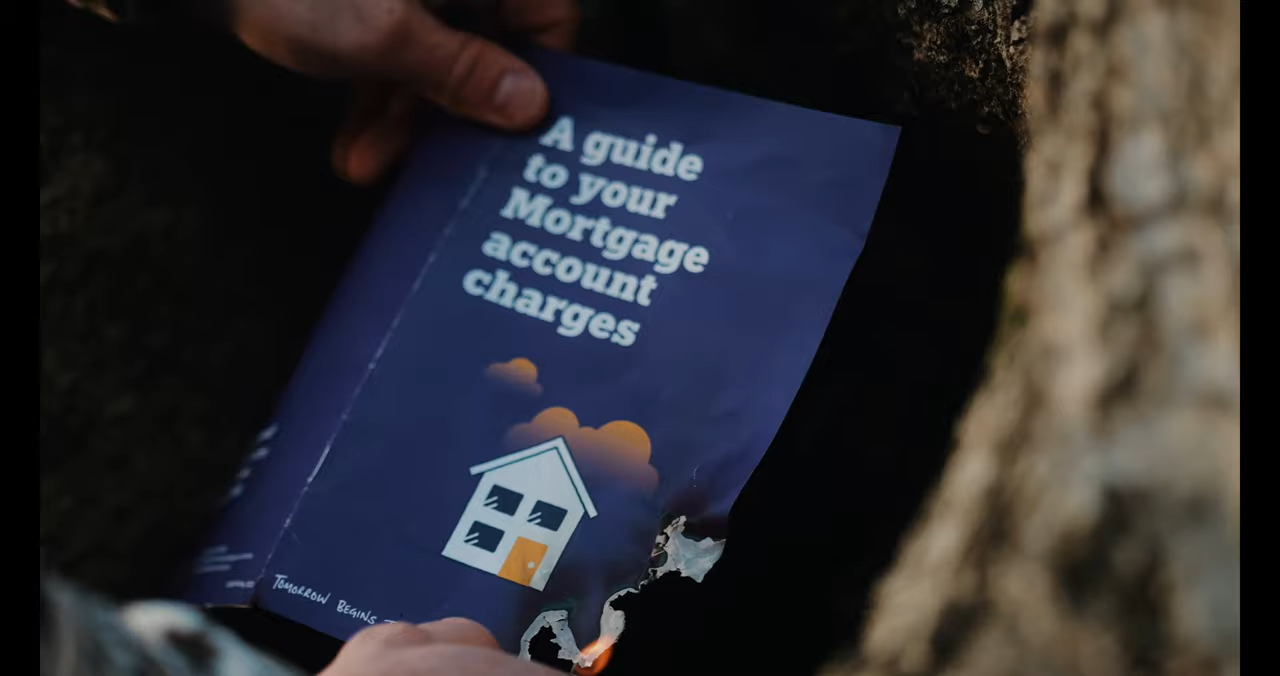 A guide
to your
Mortgage
account
charges
TOMORROW BEGINS